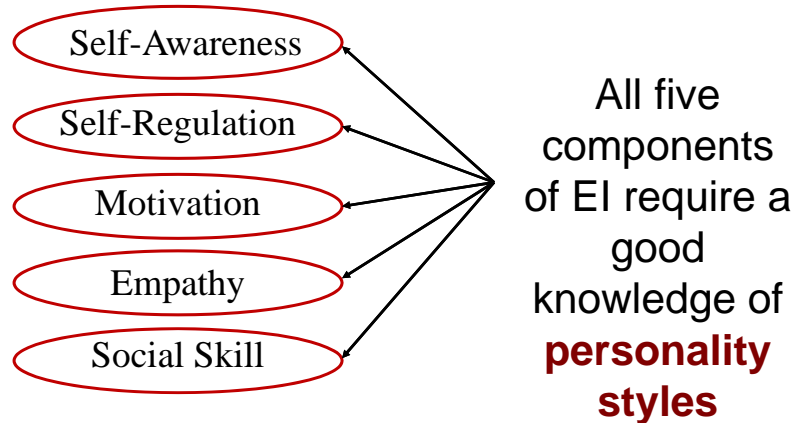 Self-Awareness
Self-Regulation
Motivation
Empathy
Social Skill
All five
components
of EI require a
good
knowledge of
personality
styles